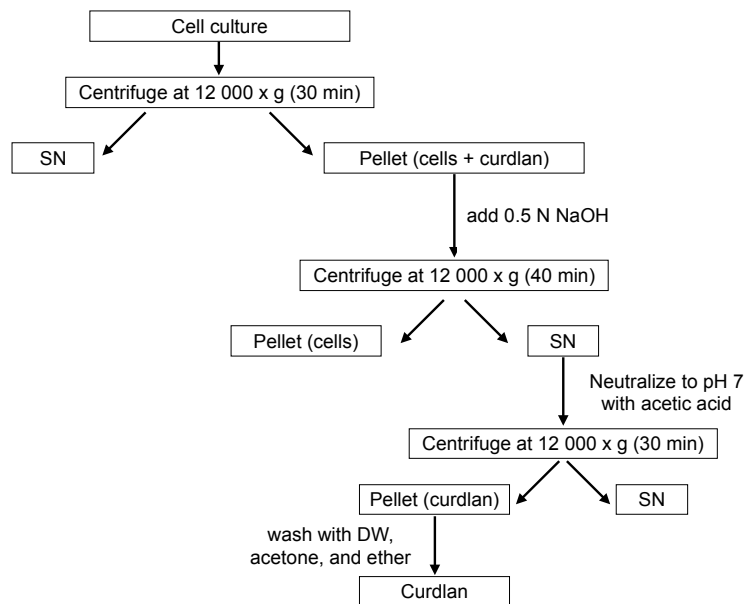 Cell culture
Centrifuge at 12 000 x g (30 min)
SN
Pellet (cells + curdlan)
add 0.5 N NaOH
Centrifuge at 12 000 x g (40 min)
Pellet (cells)
SN
Neutralize to pH 7
with acetic acid
Centrifuge at 12 000 x g (30 min)
Pellet (curdlan)
SN
wash with DW,
acetone, and ether
Curdlan